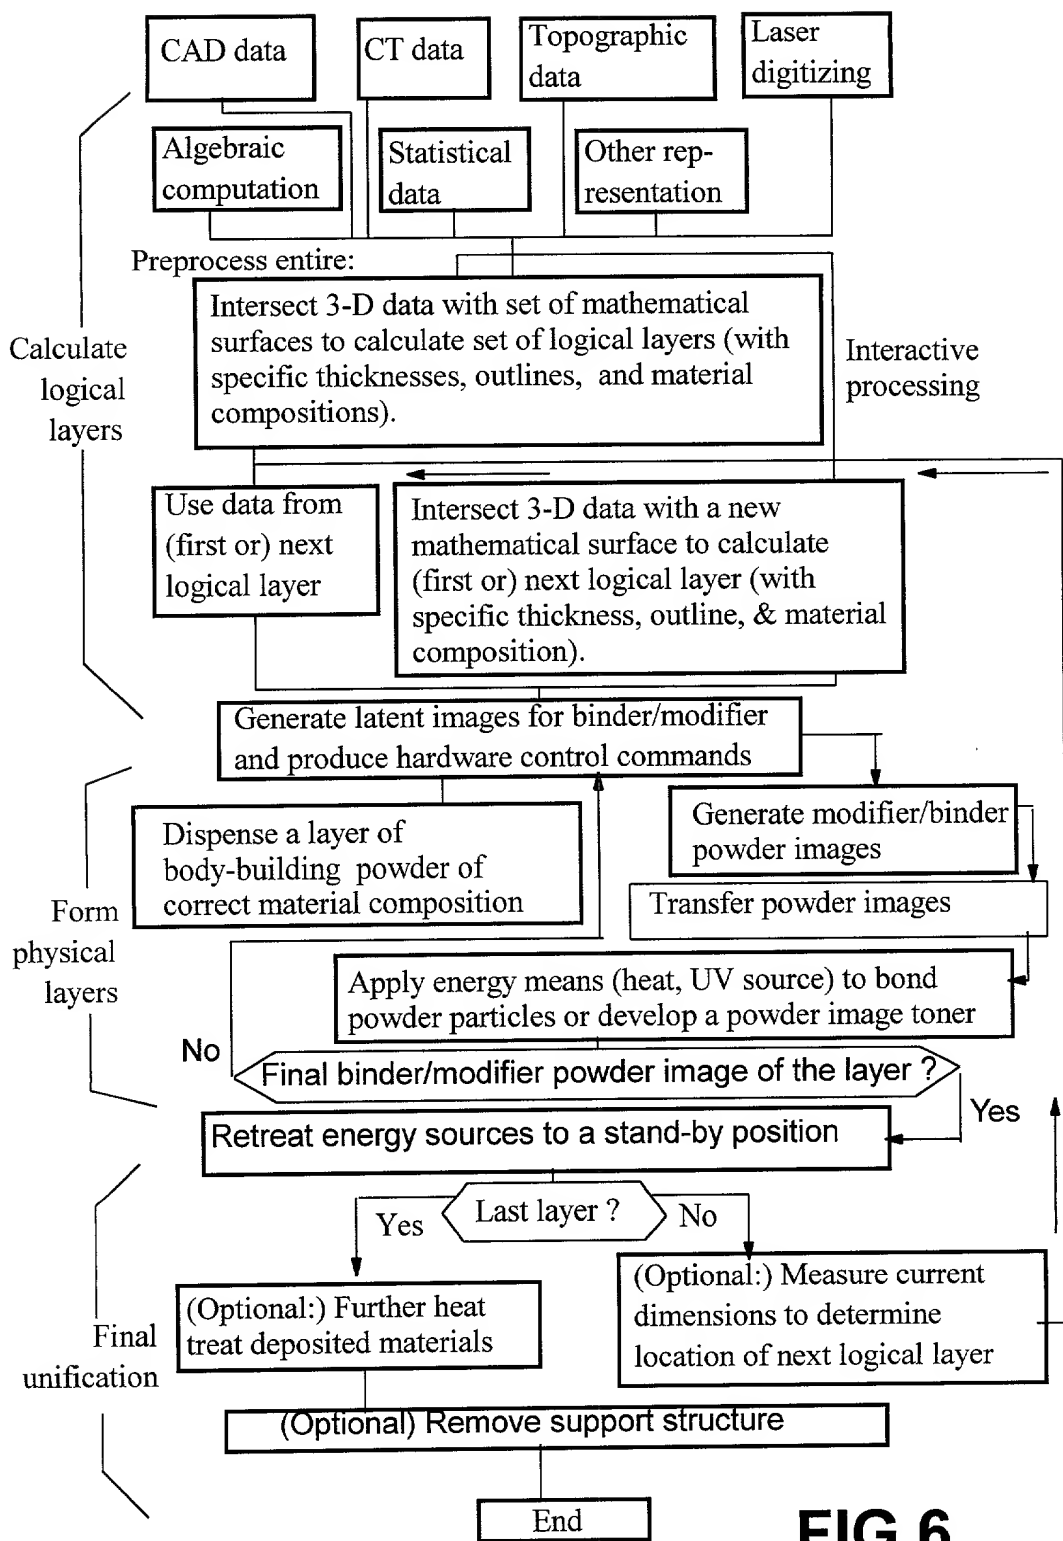 CAD data
CT data
Topographic
data
Laser
digitizing
Algebraic
computation
Statistical
data
Other rep-
resentation
Preprocess entire:
Intersect 3-D data with set of mathematical
surfaces to calculate set of logical layers (with
specific thicknesses, outlines, and material
compositions).
Interactive
processing
Calculate
logical
layers
Use data from
(first or) next
logical layer
Intersect 3-D data with a new
mathematical surface to calculate
(first or) next logical layer (with
specific thickness, outline, & material
composition).
Generate latent images for binder/modifier
and produce hardware control commands
Dispense a layer of
body-building powder of
correct material composition
Generate modifier/binder
powder images
Transfer powder images
Form
physical
layers
Apply energy means (heat, UV source) to bond
powder particles or develop a powder image toner
No
Final binder/modifier powder image of the layer ?
Yes
Retreat energy sources to a stand-by position
Last layer ?
Yes
No
(Optional:) Further heat
treat deposited materials
(Optional:) Measure current
dimensions to determine
location of next logical layer
Final
unification
(Optional) Remove support structure
End
FIG.6